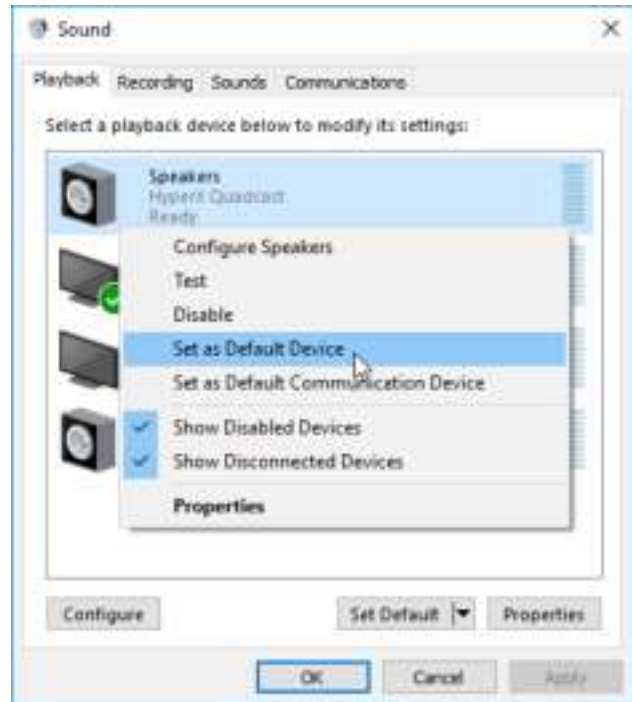 Sound
Playback Recording Sounds Communications
Select a playback device below to modify its settings:
Speakers
HyperX Quadcast
Ready
Configure Speakers
Test
Disable
Set as Default Device
Set as Default Communication Device
Show Disabled Devices
Show Disconnected Devices
Properties
Configure Set Default Properties
OK Cancel Apply